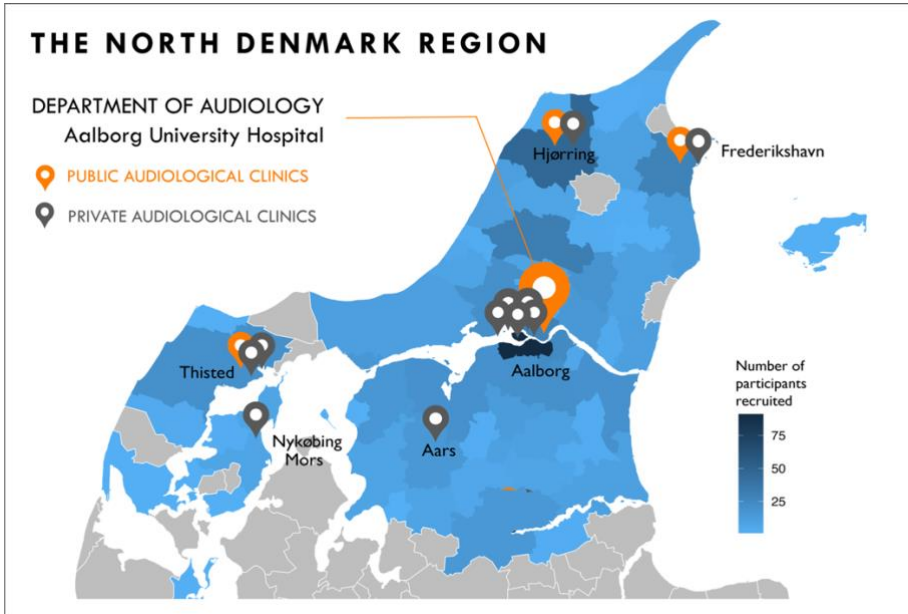 THE NORTH DENMARK REGION
DEPARTMENT OF AUDIOLOGY
Aalborg University Hospital
PUBLIC AUDIOLOGICAL CLINICS
PRIVATE AUDIOLOGICAL CLINICS
Hjørring
Frederikshavn
Thisted
Aalborg
Nykøbing
Mors
Aars
Number of
participants
recruited
75
50
25